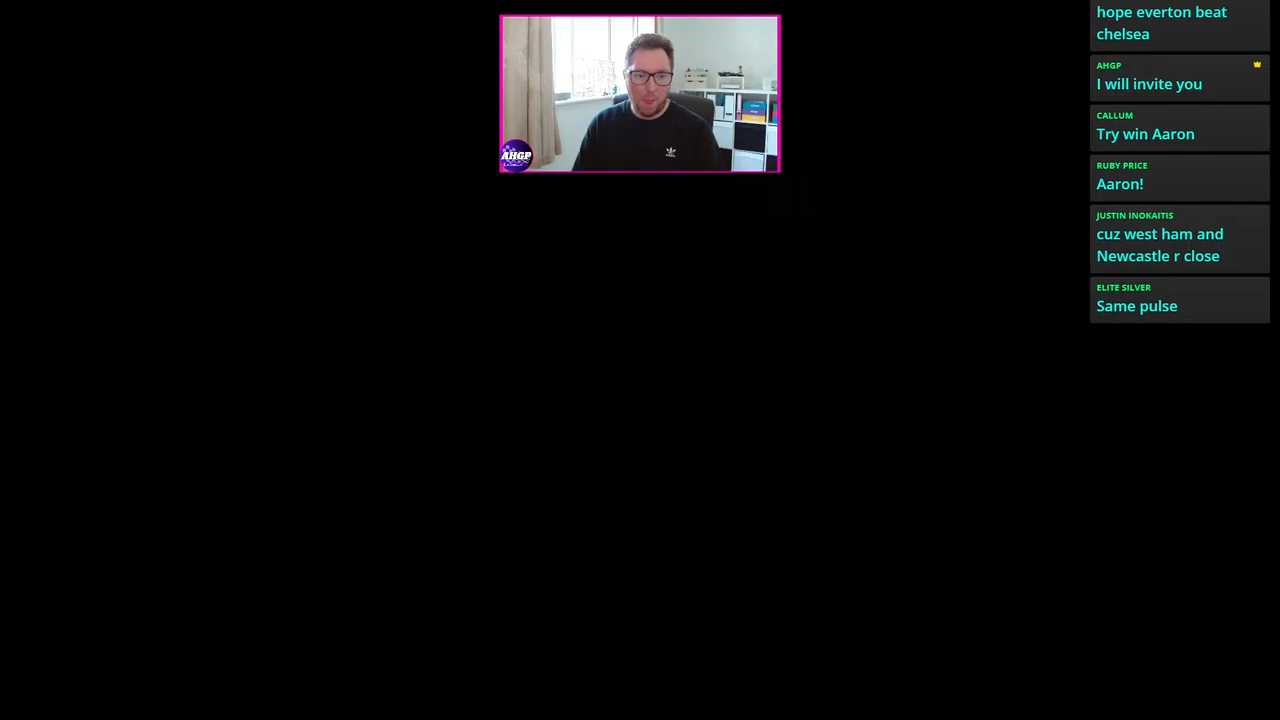 hope everton beat
chelsea
AHGP
I will invite you
CALLUM
Try win Aaron
RUBY PRICE
Aaron!
JUSTIN INOKAITIS
cuz west ham and
Newcastle r close
ELITE SILVER
Same pulse
AHGP